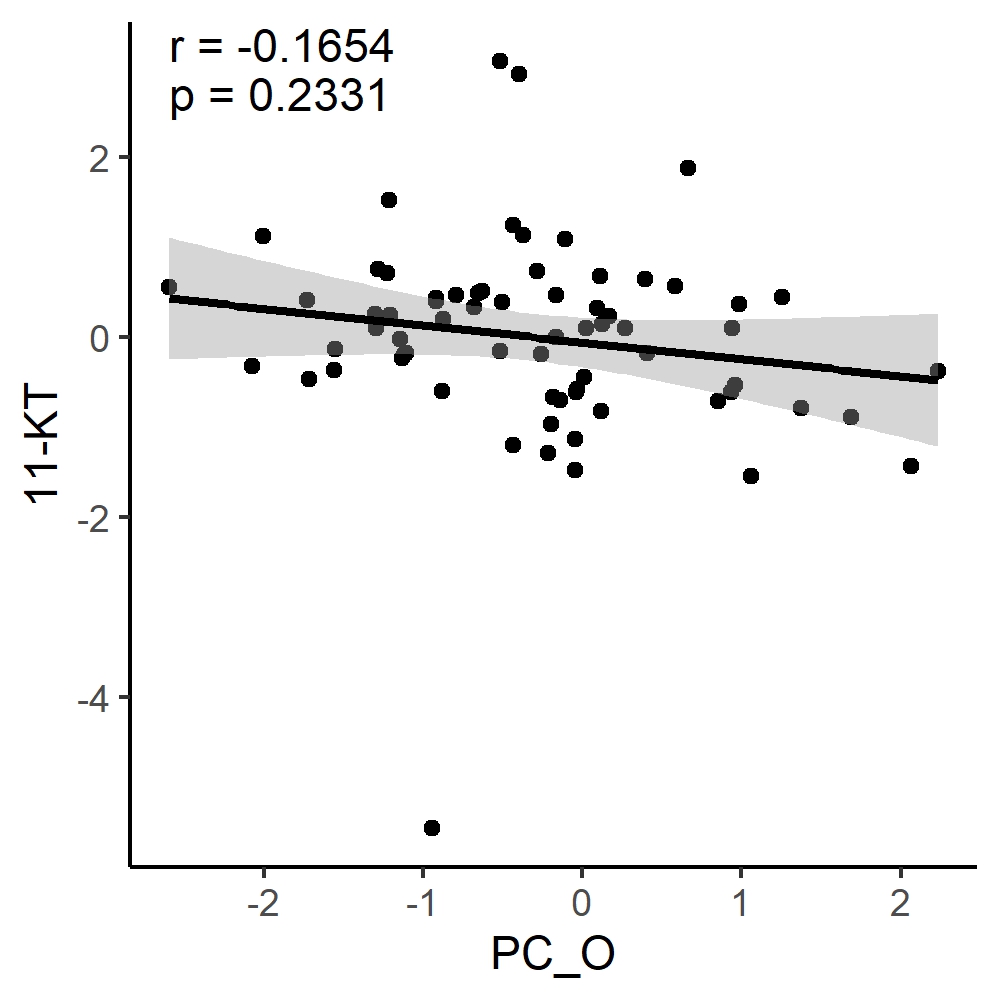 r = -0.1654
p = 0.2331
2
0
-2
-4
11-KT
-2 -1 0 1 2
PC_O